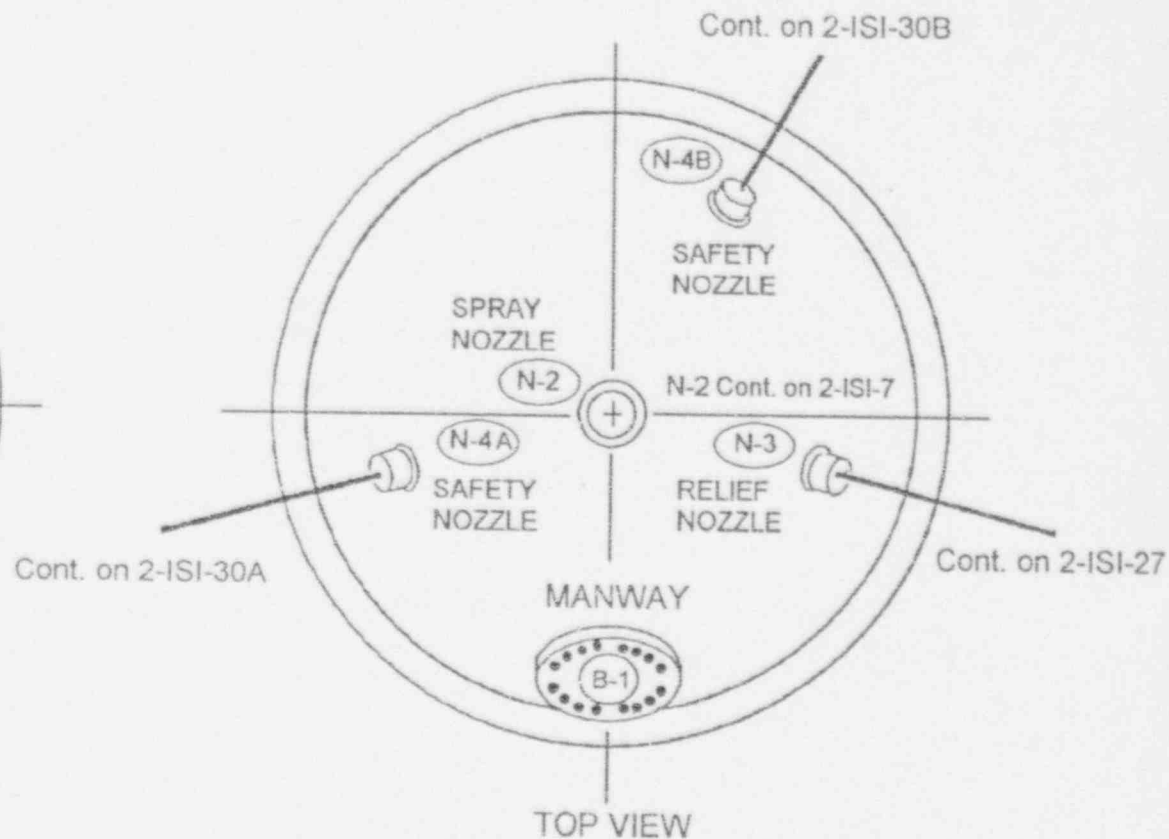 Cont. on 2-ISI-30B
N-4B
SAFETY
NOZZLE
SPRAY
NOZZLE
N-2
N-2 Cont. on 2-ISI-7
N-4A
N-3
SAFETY
NOZZLE
RELIEF
NOZZLE
Cont. on 2-ISI-30A
Cont. on 2-ISI-27
MANWAY
B-1
TOP VIEW